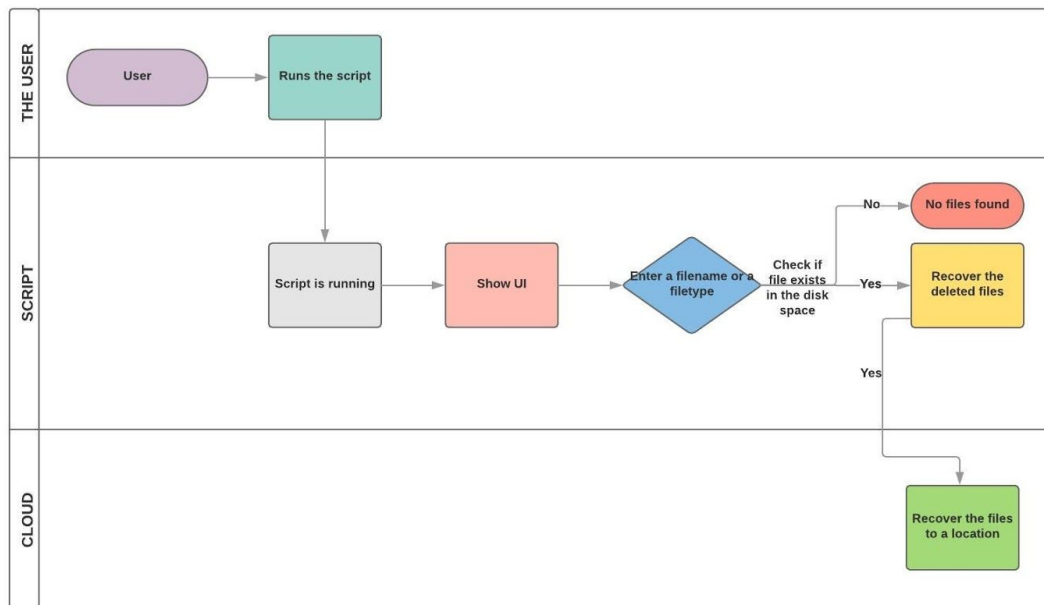 THE USER
User
Runs the script
SCRIPT
No
No files found
Script is running
Show UI
Enter a filename or a
filetype
Check if
file exists
in the disk
space
Yes
Recover the
deleted files
Yes
CLOUD
Recover the files
to a location